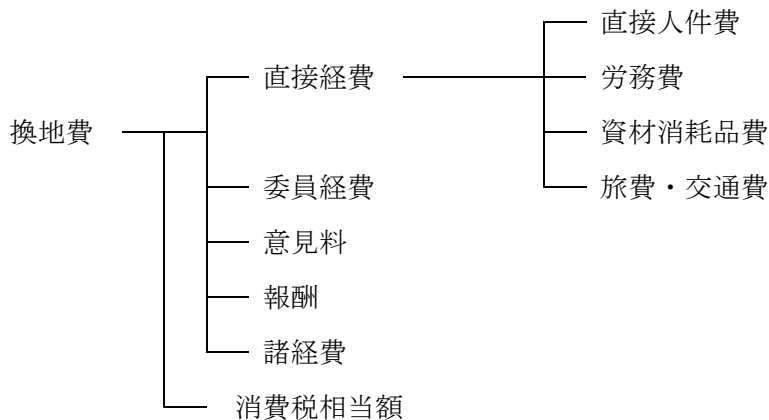 直接人件費
直接経費
労務費
換地費
資材消耗品費
委員経費
旅費・交通費
意見料
報酬
諸経費
消費税相当額